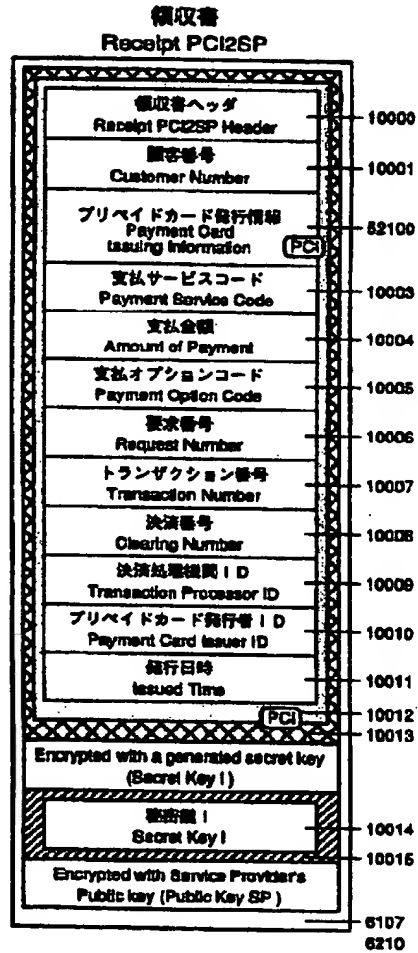 領収書
Receipt PCI2SP
領収書ヘッダ
Receipt PCI2SP Header
10000
顧客番号
Customer Number
10001
プリペイドカード発行情報
Payment Card
Issuing Information
PCI
52100
支払サービスコード
Payment Service Code
10003
支払金額
Amount of Payment
10004
支払オプションコード
Payment Option Code
10005
要求番号
Request Number
10006
トランザクション番号
Transaction Number
10007
決済番号
Clearing Number
10008
決済処理機関ID
Transaction Processor ID
10009
プリペイドカード発行者ID
Payment Card Issuer ID
10010
発行日時
Issued Time
10011
PCI
10012
10013
Encrypted with a generated secret key
(Secret Key I)
秘密鍵 I
Secret Key I
10014
10015
Encrypted with Service Provider's
Public key (Public Key SP)
6107
6210